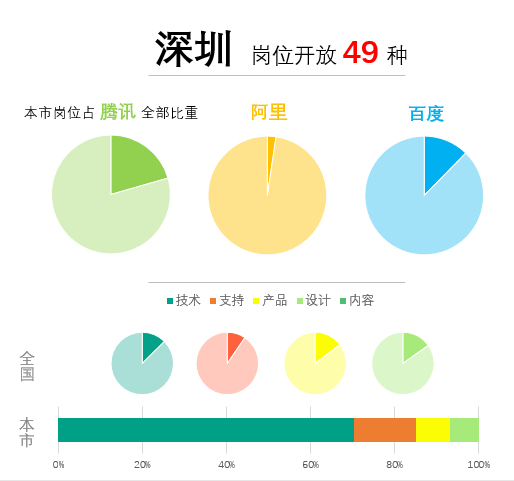 深圳 岗位开放 49 种
本市岗位占 腾讯 全部比重 阿里 百度
技术 支持 产品 设计 内容
全国
本市
0% 20% 40% 60% 80% 100%